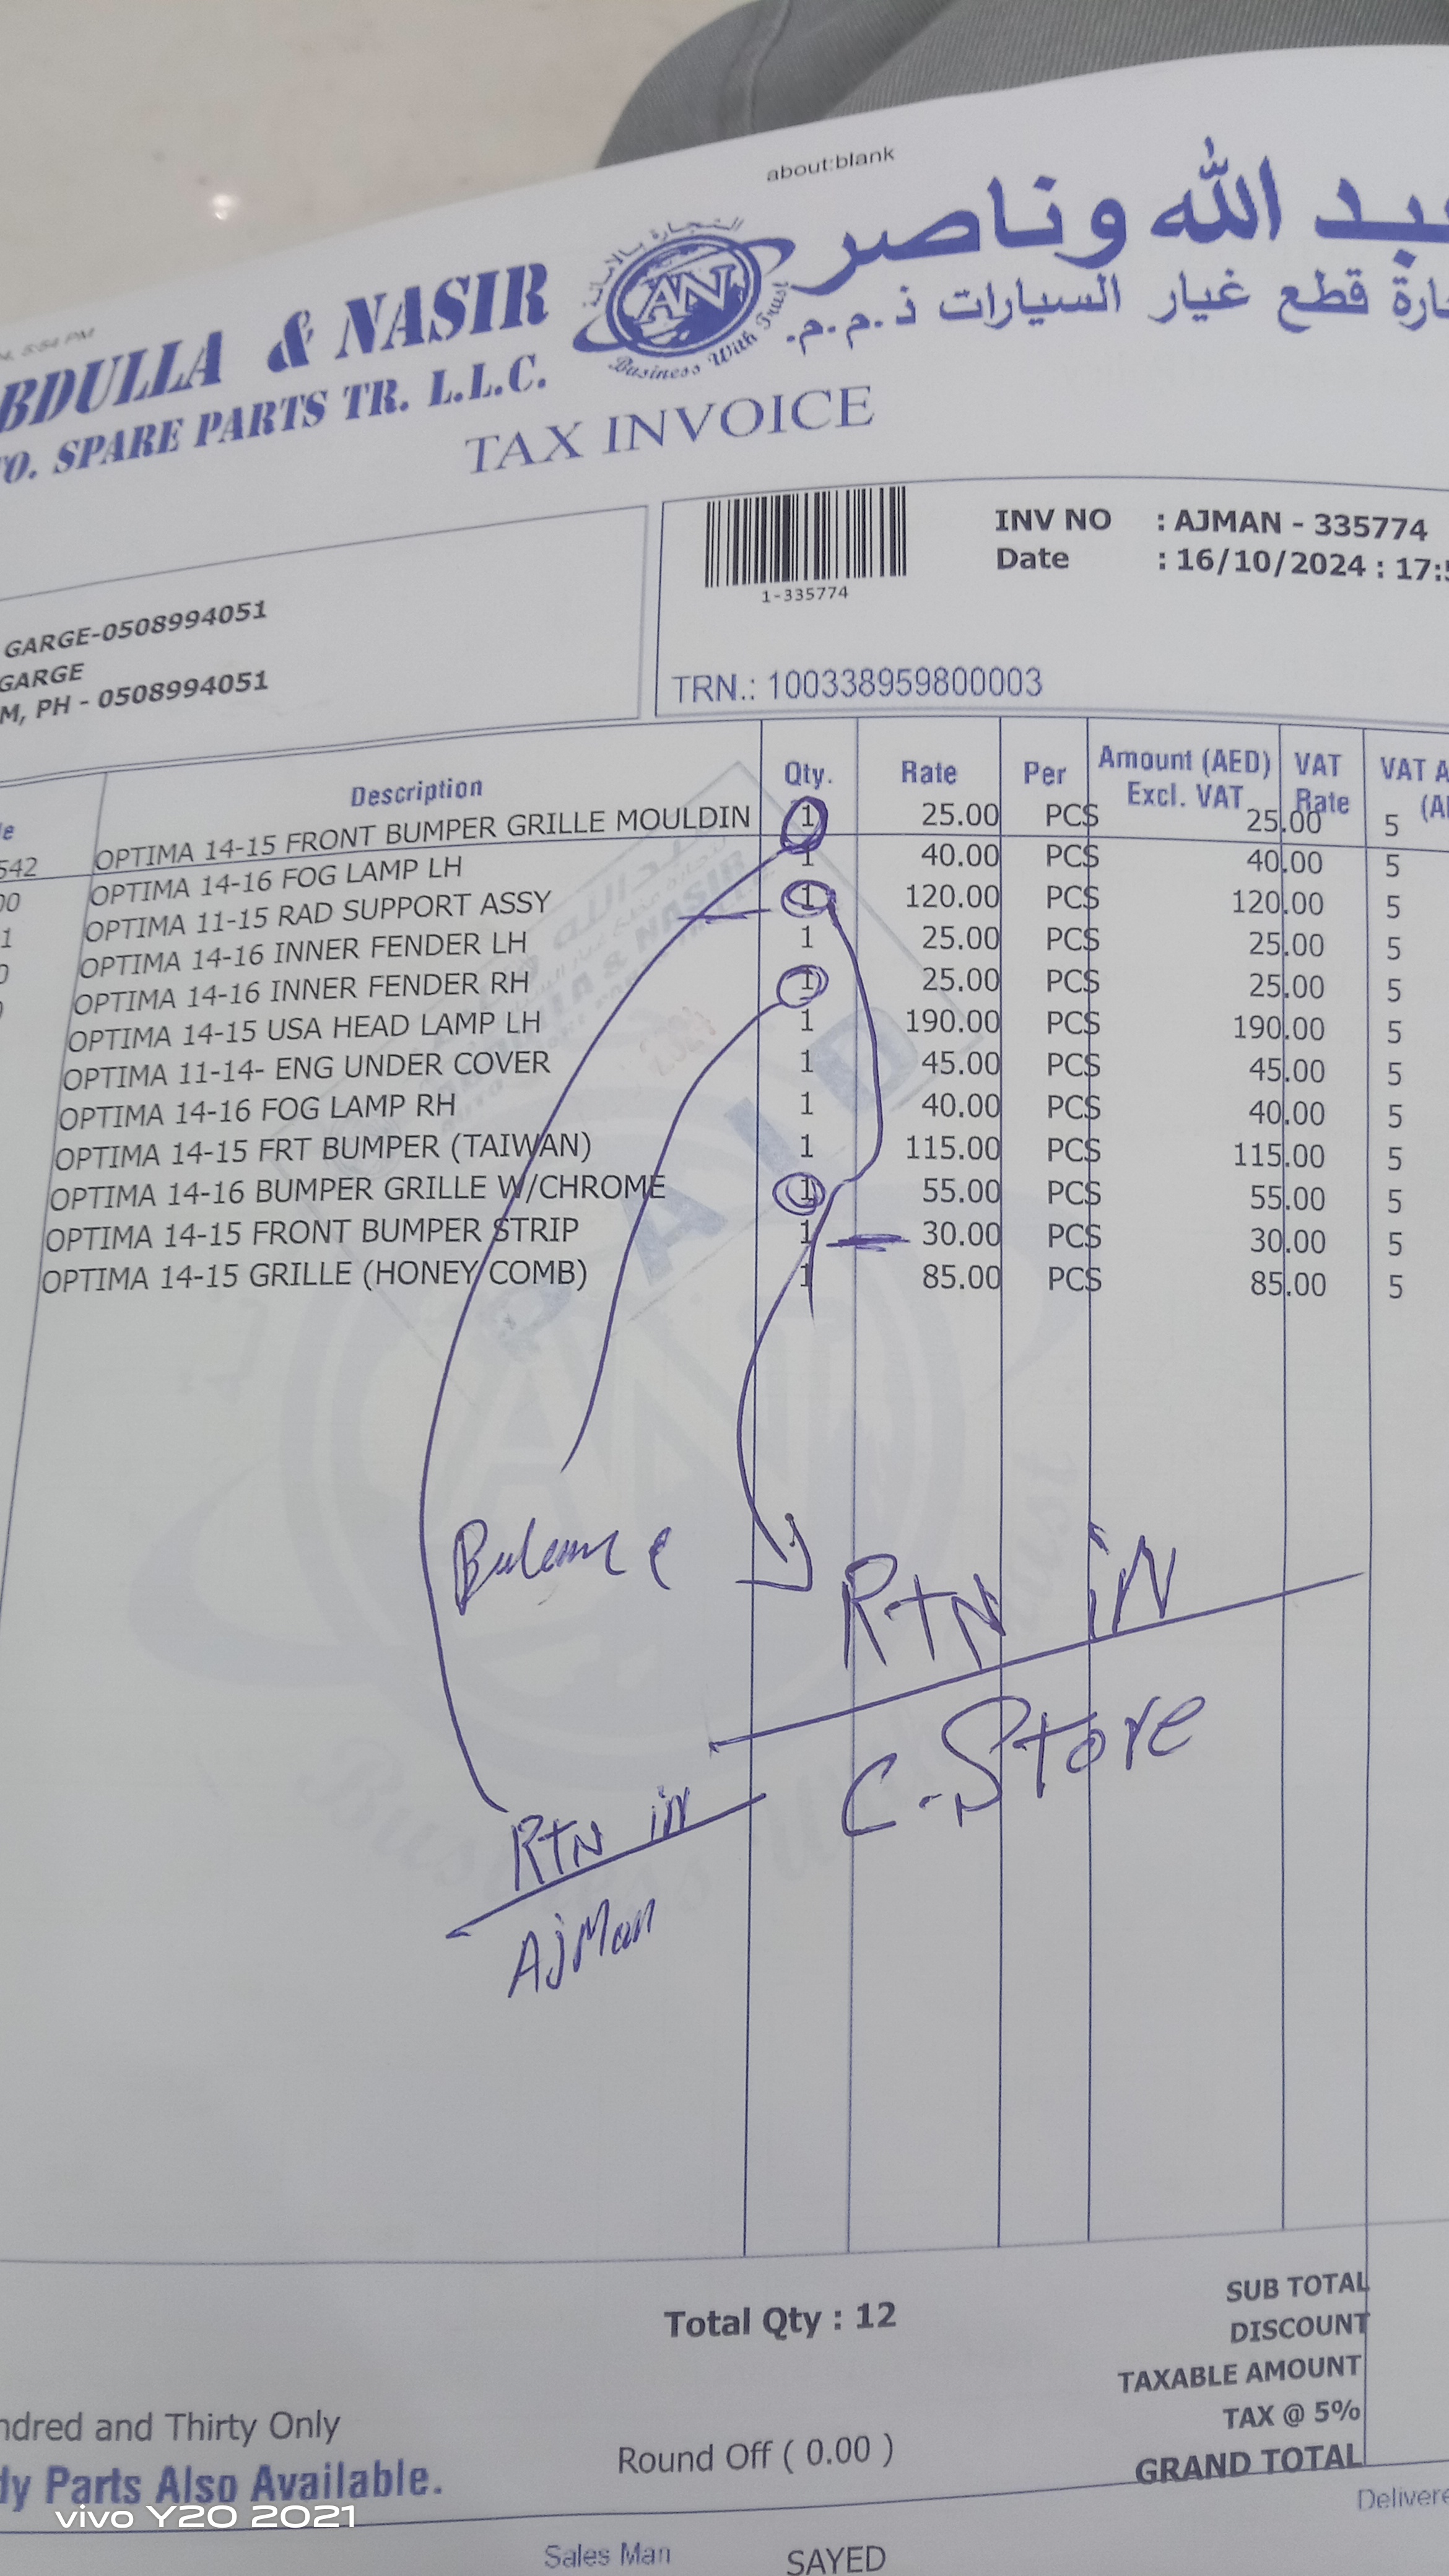 about:blank
BDULLA & NASIR
TO. SPARE PARTS TR. L.L.C.
AN
Business With Trust
بد الله وناصر
قطع غيار السيارات ذ.م.م.
TAX INVOICE
1-335774
INV NO : AJMAN - 335774
Date : 16/10/2024 : 17:5
GARGE-0508994051
GARGE
M, PH - 0508994051
TRN.: 100338959800003
Description Qty. Rate Per Amount (AED) Excl. VAT VAT Rate VAT A
OPTIMA 14-15 FRONT BUMPER GRILLE MOULDIN 1 25.00 PCS 25.00 5
OPTIMA 14-16 FOG LAMP LH 1 40.00 PCS 40.00 5
OPTIMA 11-15 RAD SUPPORT ASSY 1 120.00 PCS 120.00 5
OPTIMA 14-16 INNER FENDER LH 1 25.00 PCS 25.00 5
OPTIMA 14-16 INNER FENDER RH 1 25.00 PCS 25.00 5
OPTIMA 14-15 USA HEAD LAMP LH 1 190.00 PCS 190.00 5
OPTIMA 11-14- ENG UNDER COVER 1 45.00 PCS 45.00 5
OPTIMA 14-16 FOG LAMP RH 1 40.00 PCS 40.00 5
OPTIMA 14-15 FRT BUMPER (TAIWAN) 1 115.00 PCS 115.00 5
OPTIMA 14-16 BUMPER GRILLE W/CHROME 1 55.00 PCS 55.00 5
OPTIMA 14-15 FRONT BUMPER STRIP 1 30.00 PCS 30.00 5
OPTIMA 14-15 GRILLE (HONEY COMB) 1 85.00 PCS 85.00 5
Balance
RTN iN
C-Store
RTN iN
AjMan
Total Qty : 12
SUB TOTAL
DISCOUNT
TAXABLE AMOUNT
TAX @ 5%
GRAND TOTAL
ndred and Thirty Only
Round Off ( 0.00 )
dy Parts Also Available.
Delivere
vivo Y20 2021
Sales Man SAYED